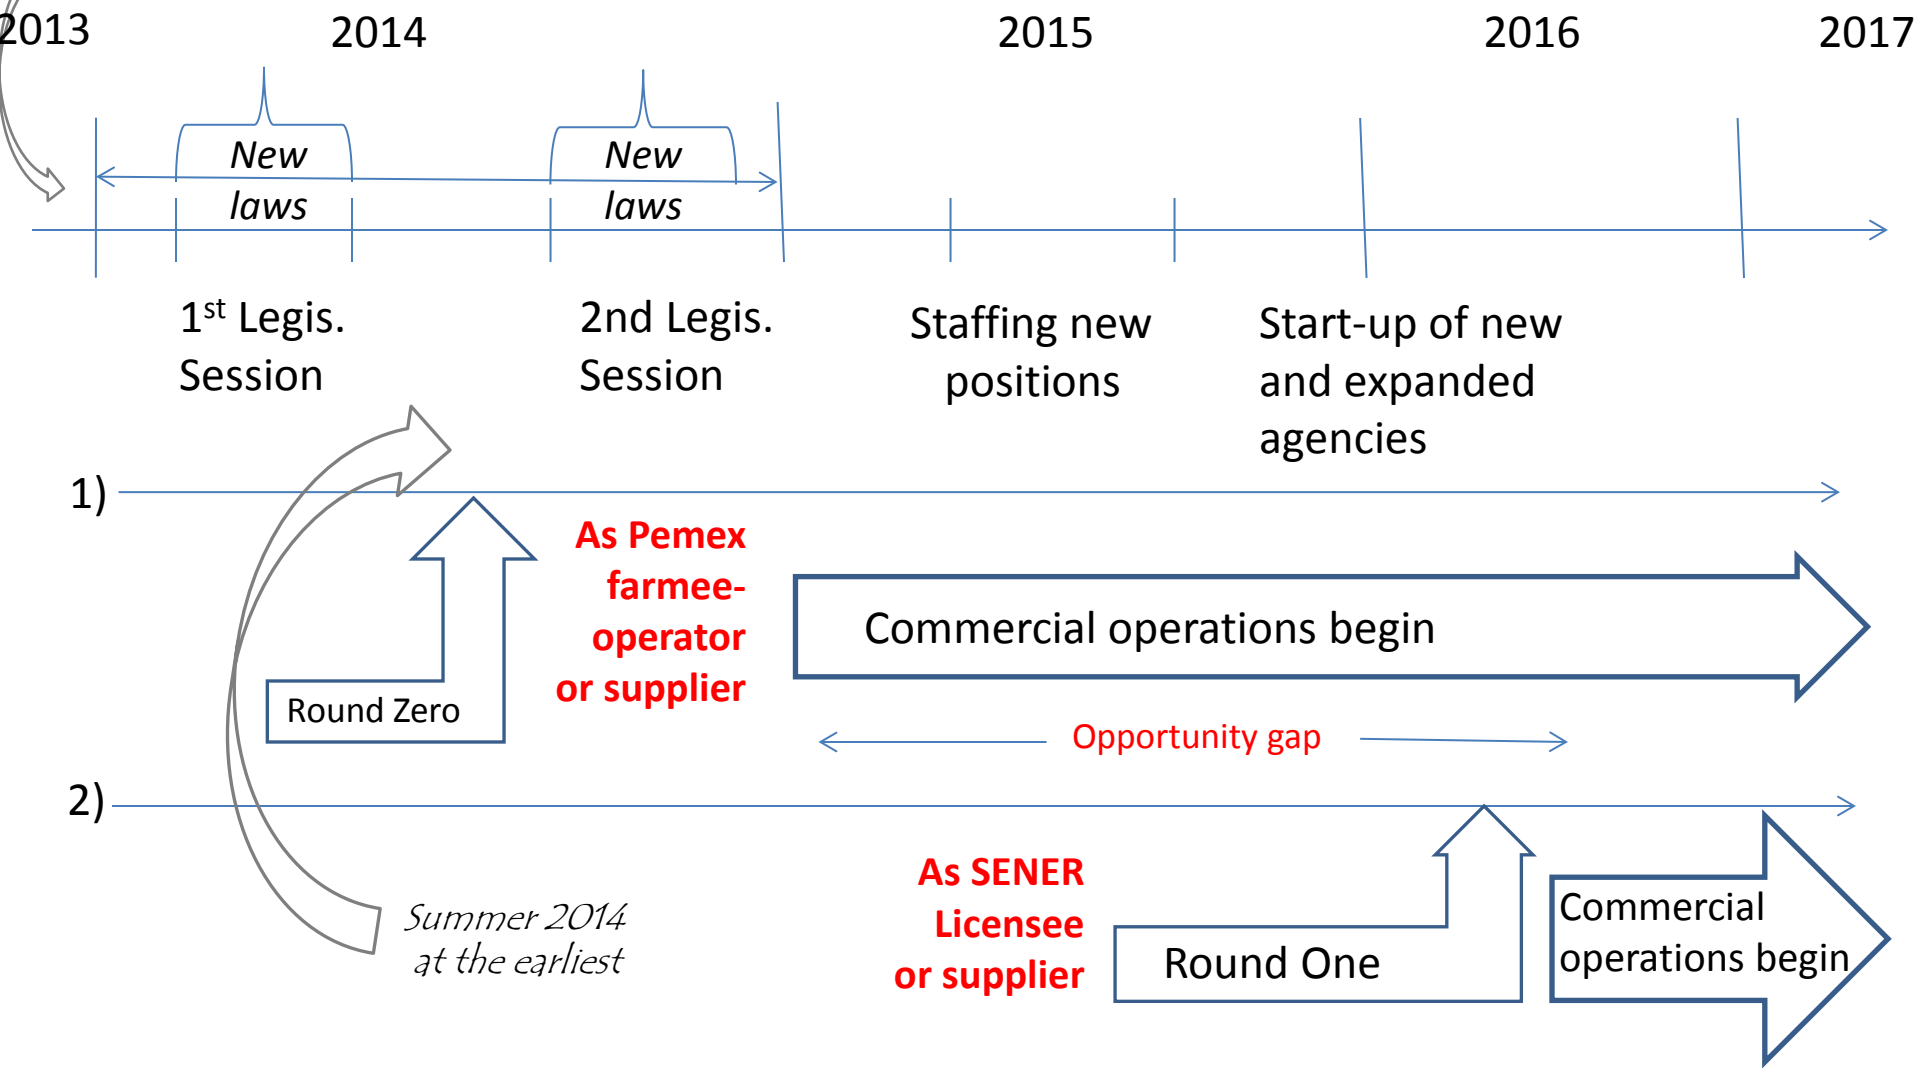 2013 2014 2015 2016 2017
New
laws
New
laws
1st Legis.
Session
2nd Legis.
Session
Staffing new
positions
Start-up of new
and expanded
agencies
1)
As Pemex
farmee-
operator
or supplier
Commercial operations begin
Round Zero
Opportunity gap
2)
Summer 2014
at the earliest
As SENER
Licensee
or supplier
Round One
Commercial
operations begin